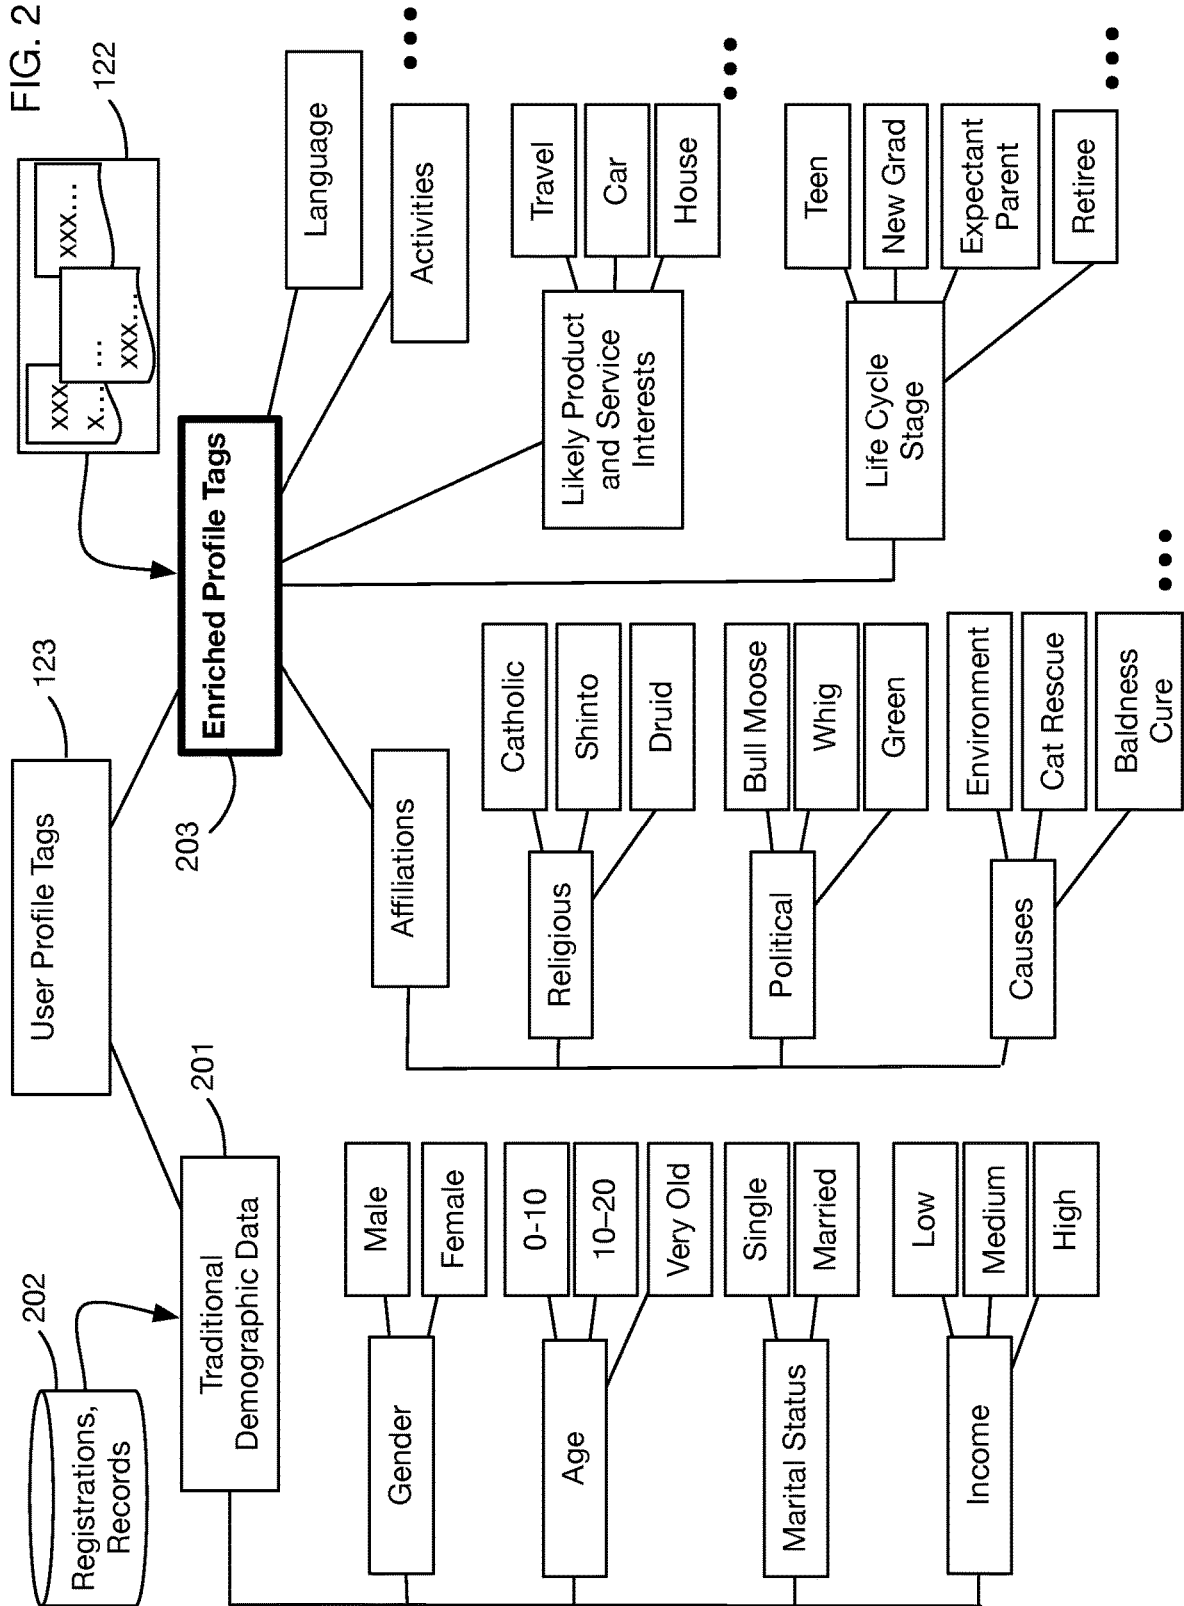 FIG. 2
User Profile Tags
123
122
xxx
x...
...
xxx...
xxx...
202
Registrations,
Records
201
Traditional
Demographic Data
203
Enriched Profile Tags
Gender
Male
Female
Age
0-10
10–20
Very Old
Marital Status
Single
Married
Income
Low
Medium
High
Affiliations
Religious
Catholic
Shinto
Druid
Political
Bull Moose
Whig
Green
Causes
Environment
Cat Rescue
Baldness
Cure
Language
Activities
Likely Product
and Service
Interests
Travel
Car
House
Life Cycle
Stage
Teen
New Grad
Expectant
Parent
Retiree